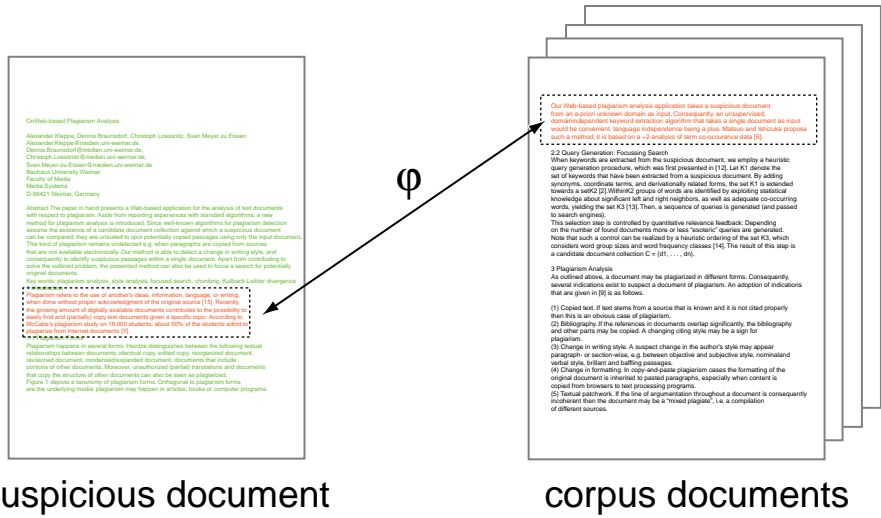 OnWeb-based Plagiarism Analysis
Alexander Kleppe, Dennis Braunsdorf, Christoph Loessnitz, Sven Meyer zu Eissen
Alexander.Kleppe@medien.uni-weimar.de,
Dennis.Braunsdorf@medien.uni-weimar.de,
Christoph.Loessnitz@medien.uni-weimar.de,
Sven.Meyer-zu-Eissen@medien.uni-weimar.de
Bauhaus University Weimar
Faculty of Media
Media Systems
D-99421 Weimar, Germany
Abstract The paper in hand presents a Web-based application for the analysis of text documents
with respect to plagiarism. Aside from reporting experiences with standard algorithms, a new
method for plagiarism analysis is introduced. Since well-known algorithms for plagiarism detection
assume the existence of a candidate document collection against which a suspicious document
can be compared, they are unsuited to spot potentially copied passages using only the input document.
This kind of plagiarism remains undetected e.g. when paragraphs are copied from sources
that are not available electronically. Our method is able to detect a change in writing style, and
consequently to identify suspicious passages within a single document. Apart from contributing to
solve the outlined problem, the presented method can also be used to focus a search for potentially
original documents.
Key words: plagiarism analysis, style analysis, focused search, chunking, Kullback-Leibler divergence
Plagiarism refers to the use of another's ideas, information, language, or writing,
when done without proper acknowledgment of the original source [15]. Recently,
the growing amount of digitally available documents contributes to the possibility to
easily find and (partially) copy text documents given a specific topic: According to
McCabe's plagiarism study on 18,000 students, about 50% of the students admit to
plagiarize from Internet documents [7].
Plagiarism happens in several forms. Heintze distinguishes between the following textual
relationships between documents: identical copy, edited copy, reorganized document,
revisioned document, condensed/expanded document, documents that include
portions of other documents. Moreover, unauthorized (partial) translations and documents
that copy the structure of other documents can also be seen as plagiarized.
Figure 1 depicts a taxonomy of plagiarism forms. Orthogonal to plagiarism forms
are the underlying media: plagiarism may happen in articles, books or computer programs.
uspicious document
φ
Our Web-based plagiarism analysis application takes a suspicious document
from an a-priori unknown domain as input. Consequently, an unsupervised,
domainindependent keyword extraction algorithm that takes a single document as input
would be convenient, language independence being a plus. Matsuo and Ishizuka propose
such a method; it is based on a ~2-analysis of term co-occurence data [6].
2.2 Query Generation: Focussing Search
When keywords are extracted from the suspicious document, we employ a heuristic
query generation procedure, which was first presented in [12]. Let K1 denote the
set of keywords that have been extracted from a suspicious document. By adding
synonyms, coordinate terms, and derivationally related forms, the set K1 is extended
towards a setK2 [2].WithinK2 groups of words are identified by exploiting statistical
knowledge about significant left and right neighbors, as well as adequate co-occurring
words, yielding the set K3 [13]. Then, a sequence of queries is generated (and passed
to search engines).
This selection step is controlled by quantitative relevance feedback: Depending
on the number of found documents more or less "esoteric" queries are generated.
Note that such a control can be realized by a heuristic ordering of the set K3, which
considers word group sizes and word frequency classes [14]. The result of this step is
a candidate document collection C = {d1, . . . , dn}.
3 Plagiarism Analysis
As outlined above, a document may be plagiarized in different forms. Consequently,
several indications exist to suspect a document of plagiarism. An adoption of indications
that are given in [9] is as follows.
(1) Copied text. If text stems from a source that is known and it is not cited properly
then this is an obvious case of plagiarism.
(2) Bibliography. If the references in documents overlap significantly, the bibliography
and other parts may be copied. A changing citing style may be a sign for
plagiarism.
(3) Change in writing style. A suspect change in the author's style may appear
paragraph- or section-wise, e.g. between objective and subjective style, nominaland
verbal style, brilliant and baffling passages.
(4) Change in formatting. In copy-and-paste plagiarism cases the formatting of the
original document is inherited to pasted paragraphs, especially when content is
copied from browsers to text processing programs.
(5) Textual patchwork. If the line of argumentation throughout a document is consequently
incoherent then the document may be a "mixed plagiate", i.e. a compilation
of different sources.
corpus documents